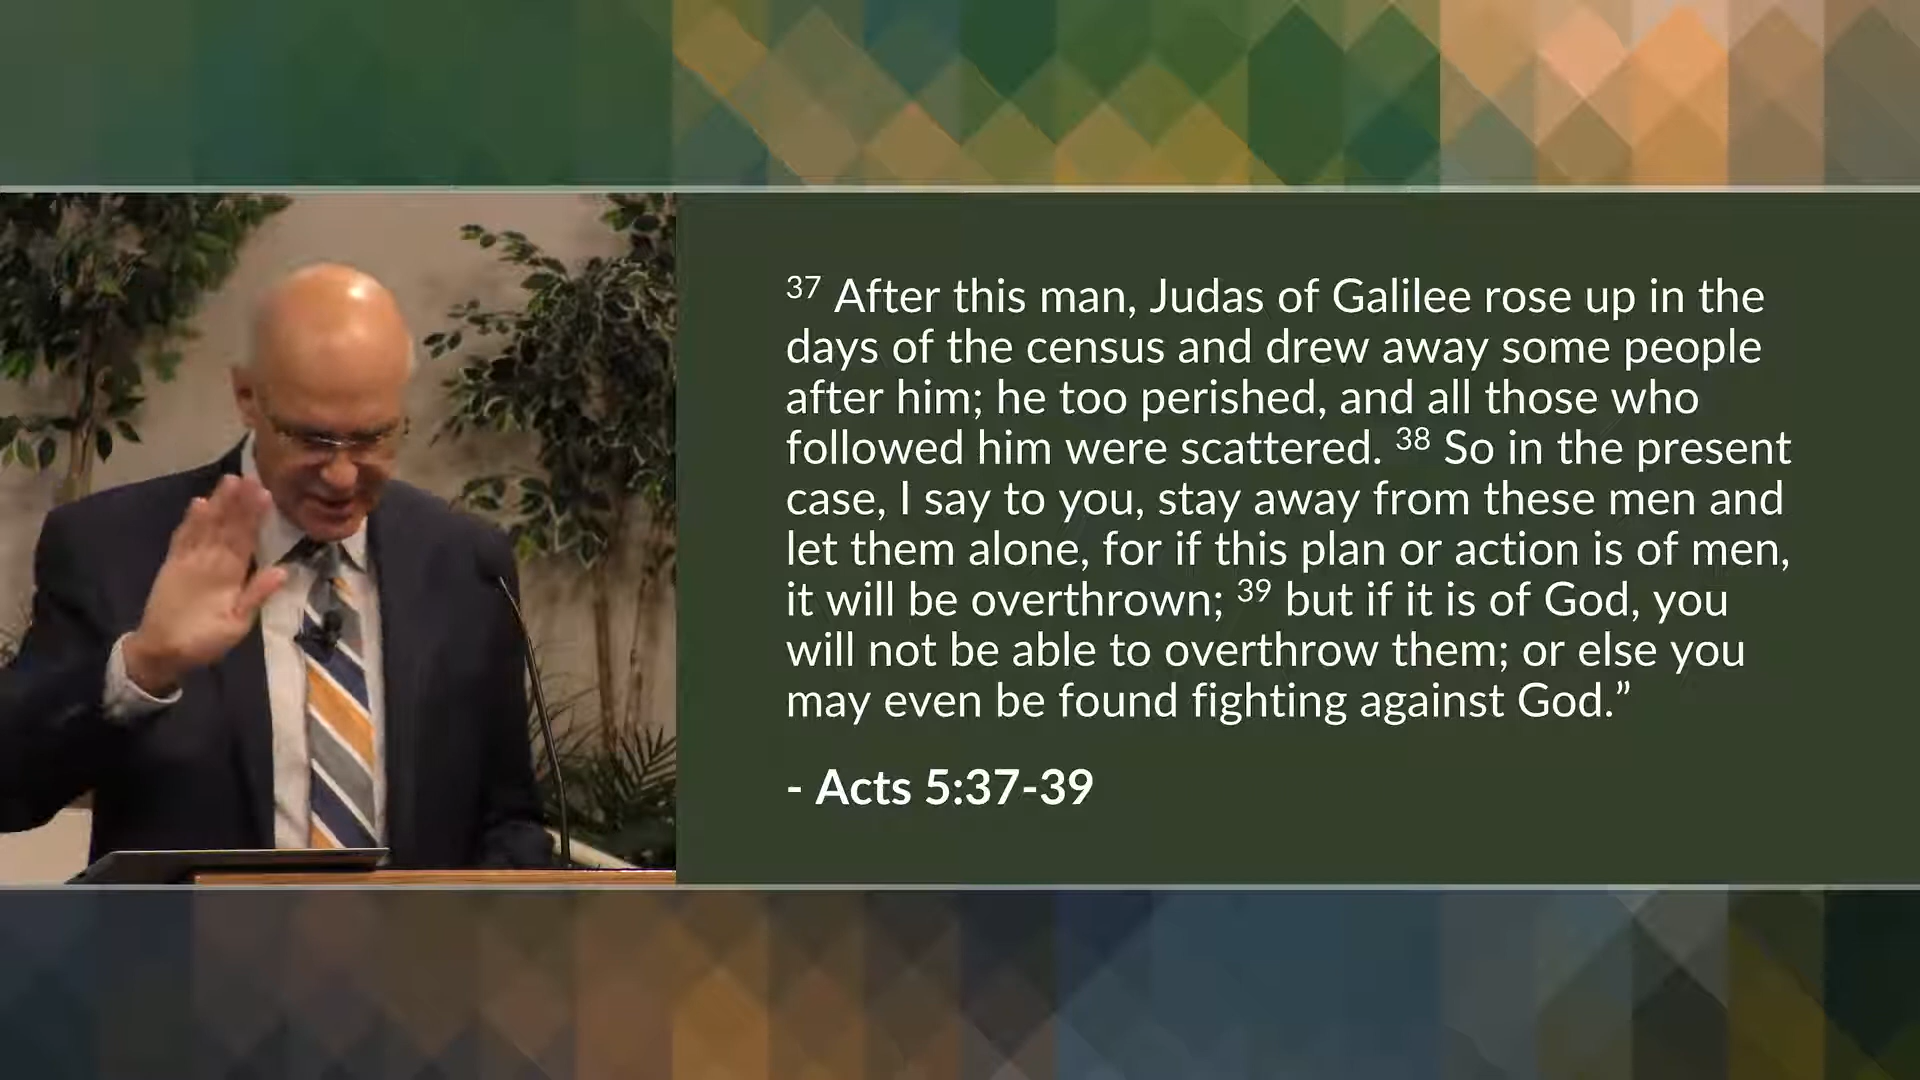 37 After this man, Judas of Galilee rose up in the
days of the census and drew away some people
after him; he too perished, and all those who
followed him were scattered. 38 So in the present
case, I say to you, stay away from these men and
let them alone, for if this plan or action is of men,
it will be overthrown; 39 but if it is of God, you
will not be able to overthrow them; or else you
may even be found fighting against God.”
- Acts 5:37-39